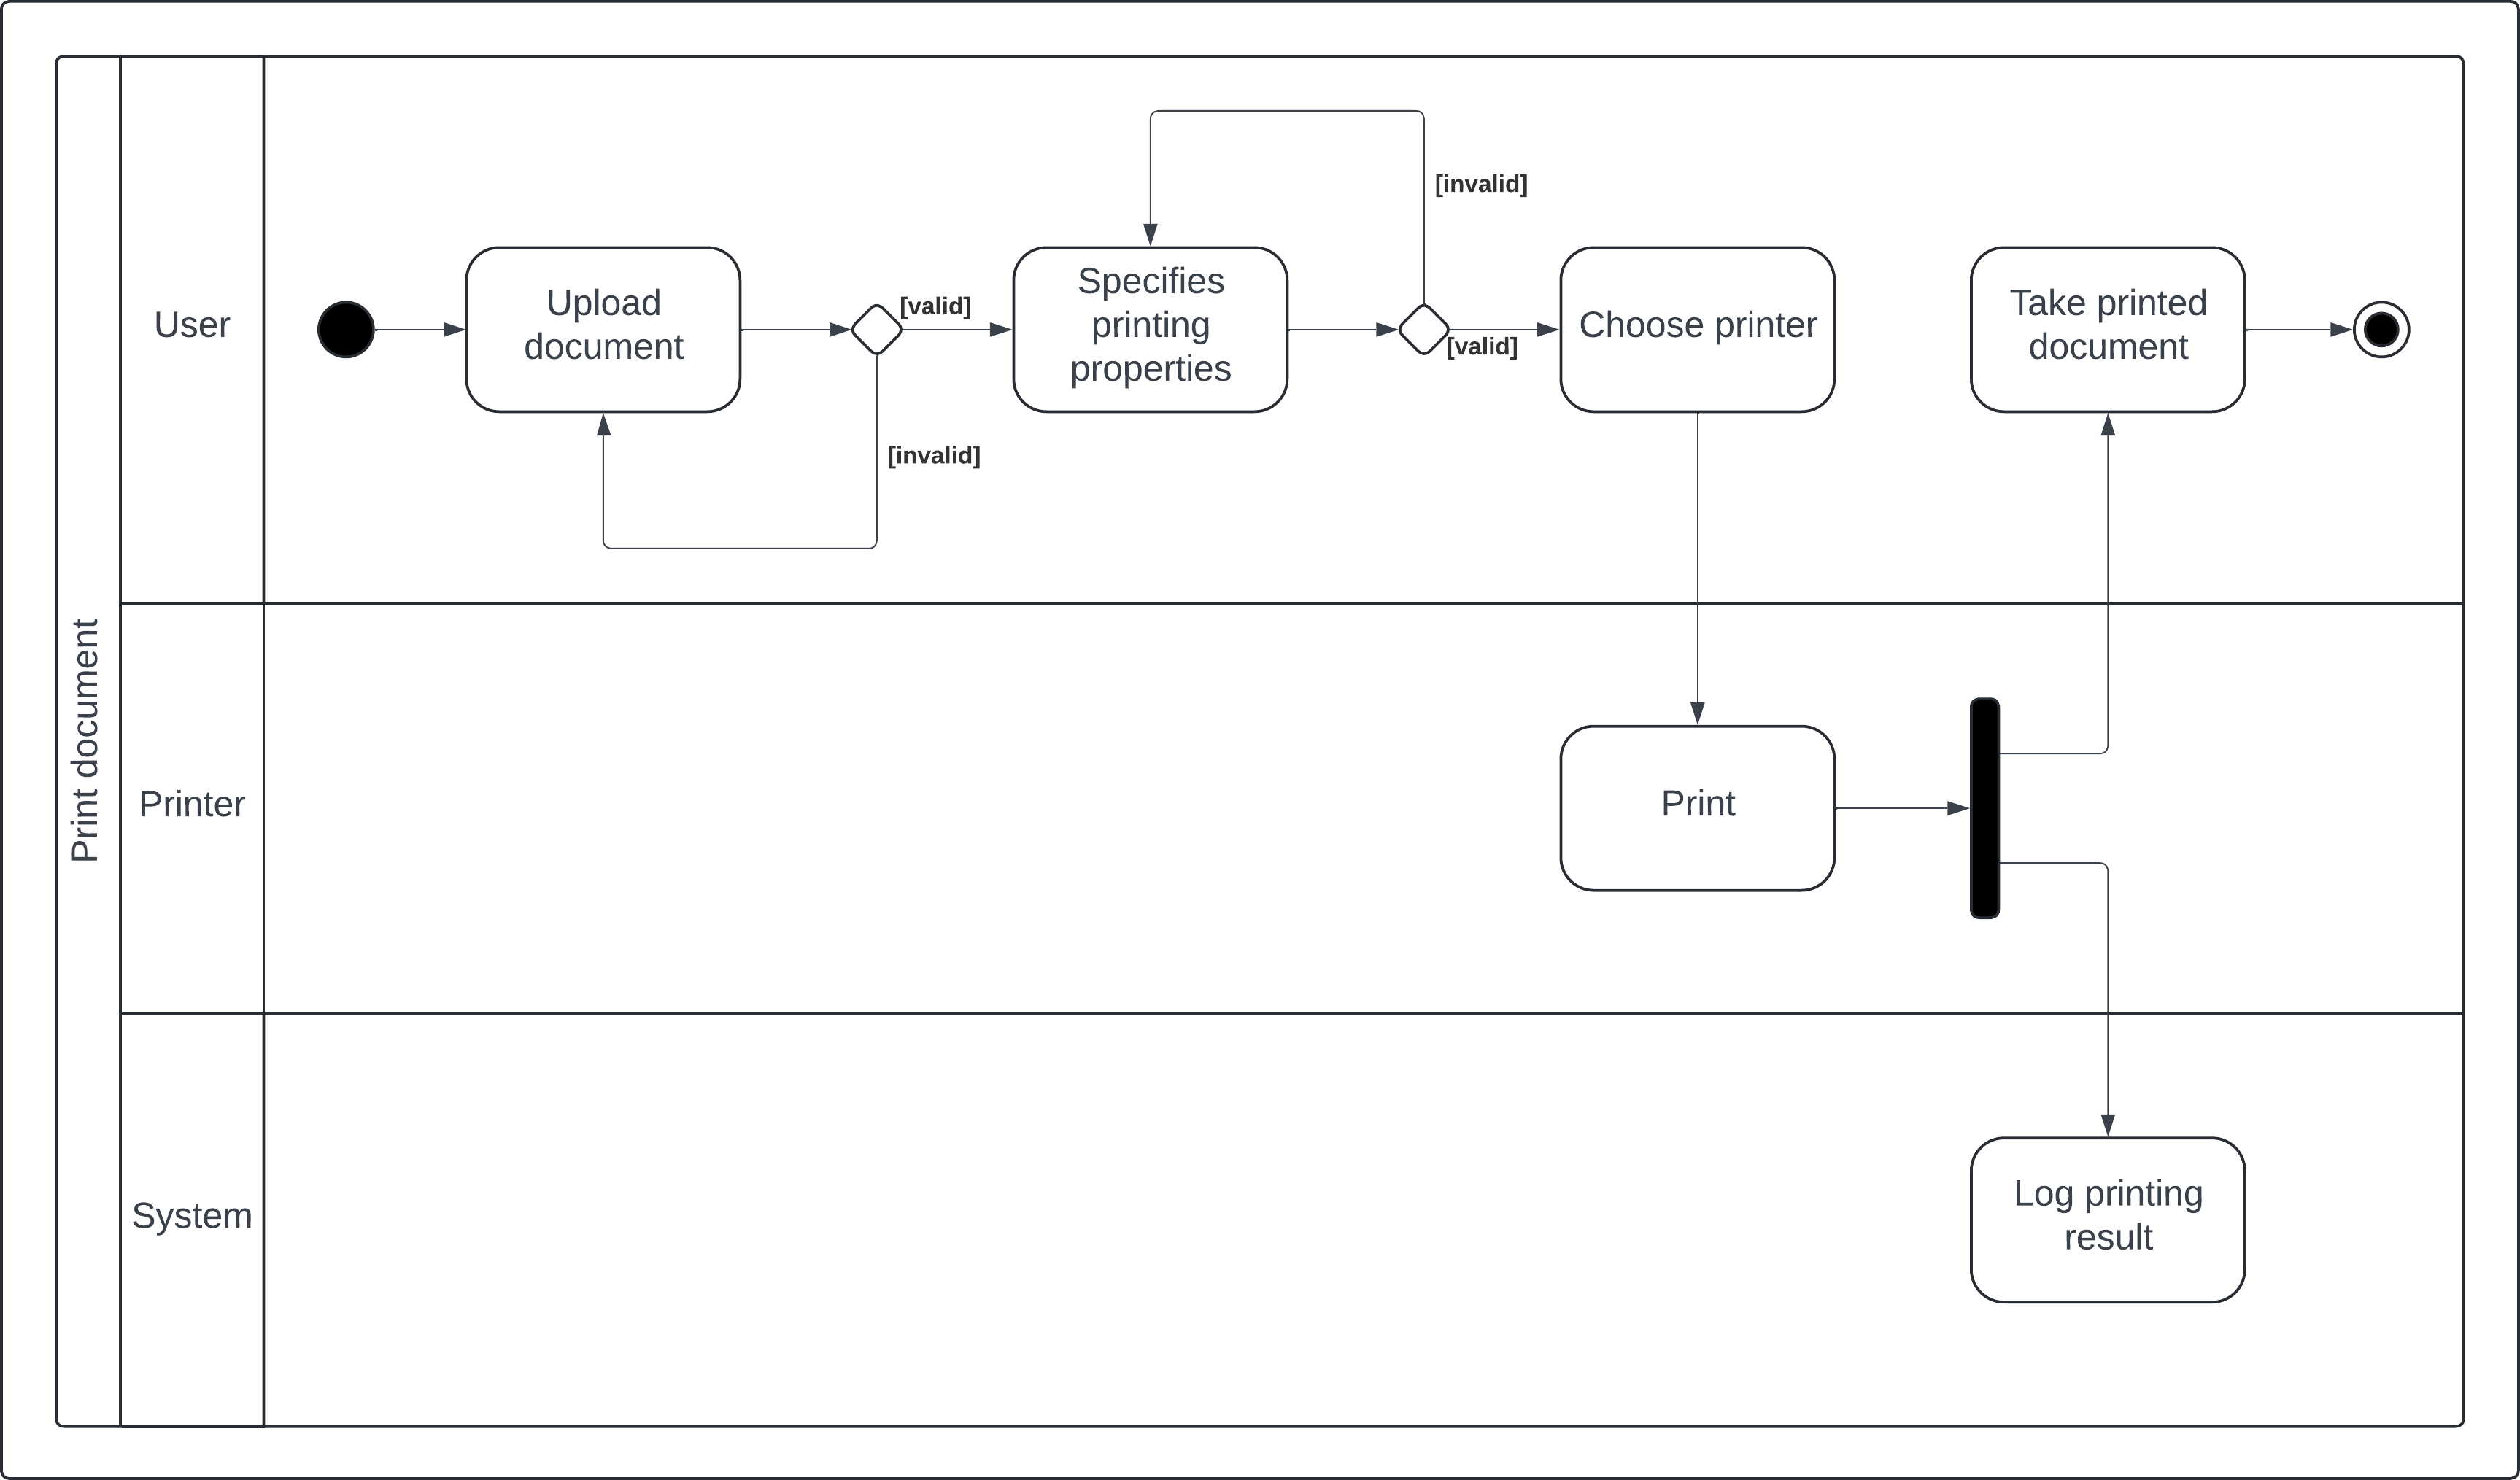 Print document
User
Upload
document
[valid]
[invalid]
Specifies
printing
properties
[invalid]
[valid]
Choose printer
Take printed
document
Printer
Print
System
Log printing
result